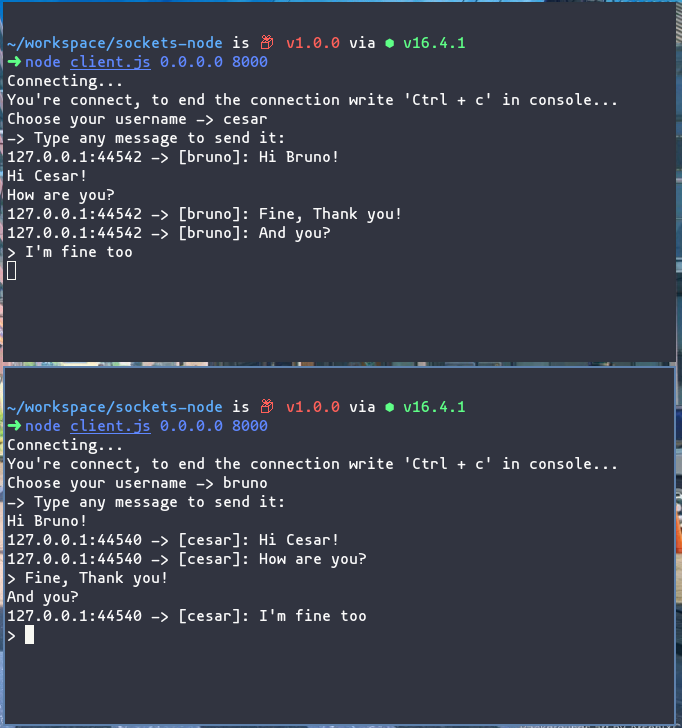 ~/workspace/sockets-node is 📦 v1.0.0 via ⬢ v16.4.1
➜ node client.js 0.0.0.0 8000
Connecting...
You're connect, to end the connection write 'Ctrl + c' in console...
Choose your username -> cesar
-> Type any message to send it:
127.0.0.1:44542 -> [bruno]: Hi Bruno!
Hi Cesar!
How are you?
127.0.0.1:44542 -> [bruno]: Fine, Thank you!
127.0.0.1:44542 -> [bruno]: And you?
> I'm fine too
~/workspace/sockets-node is 📦 v1.0.0 via ⬢ v16.4.1
➜ node client.js 0.0.0.0 8000
Connecting...
You're connect, to end the connection write 'Ctrl + c' in console...
Choose your username -> bruno
-> Type any message to send it:
Hi Bruno!
127.0.0.1:44540 -> [cesar]: Hi Cesar!
127.0.0.1:44540 -> [cesar]: How are you?
> Fine, Thank you!
And you?
127.0.0.1:44540 -> [cesar]: I'm fine too
>